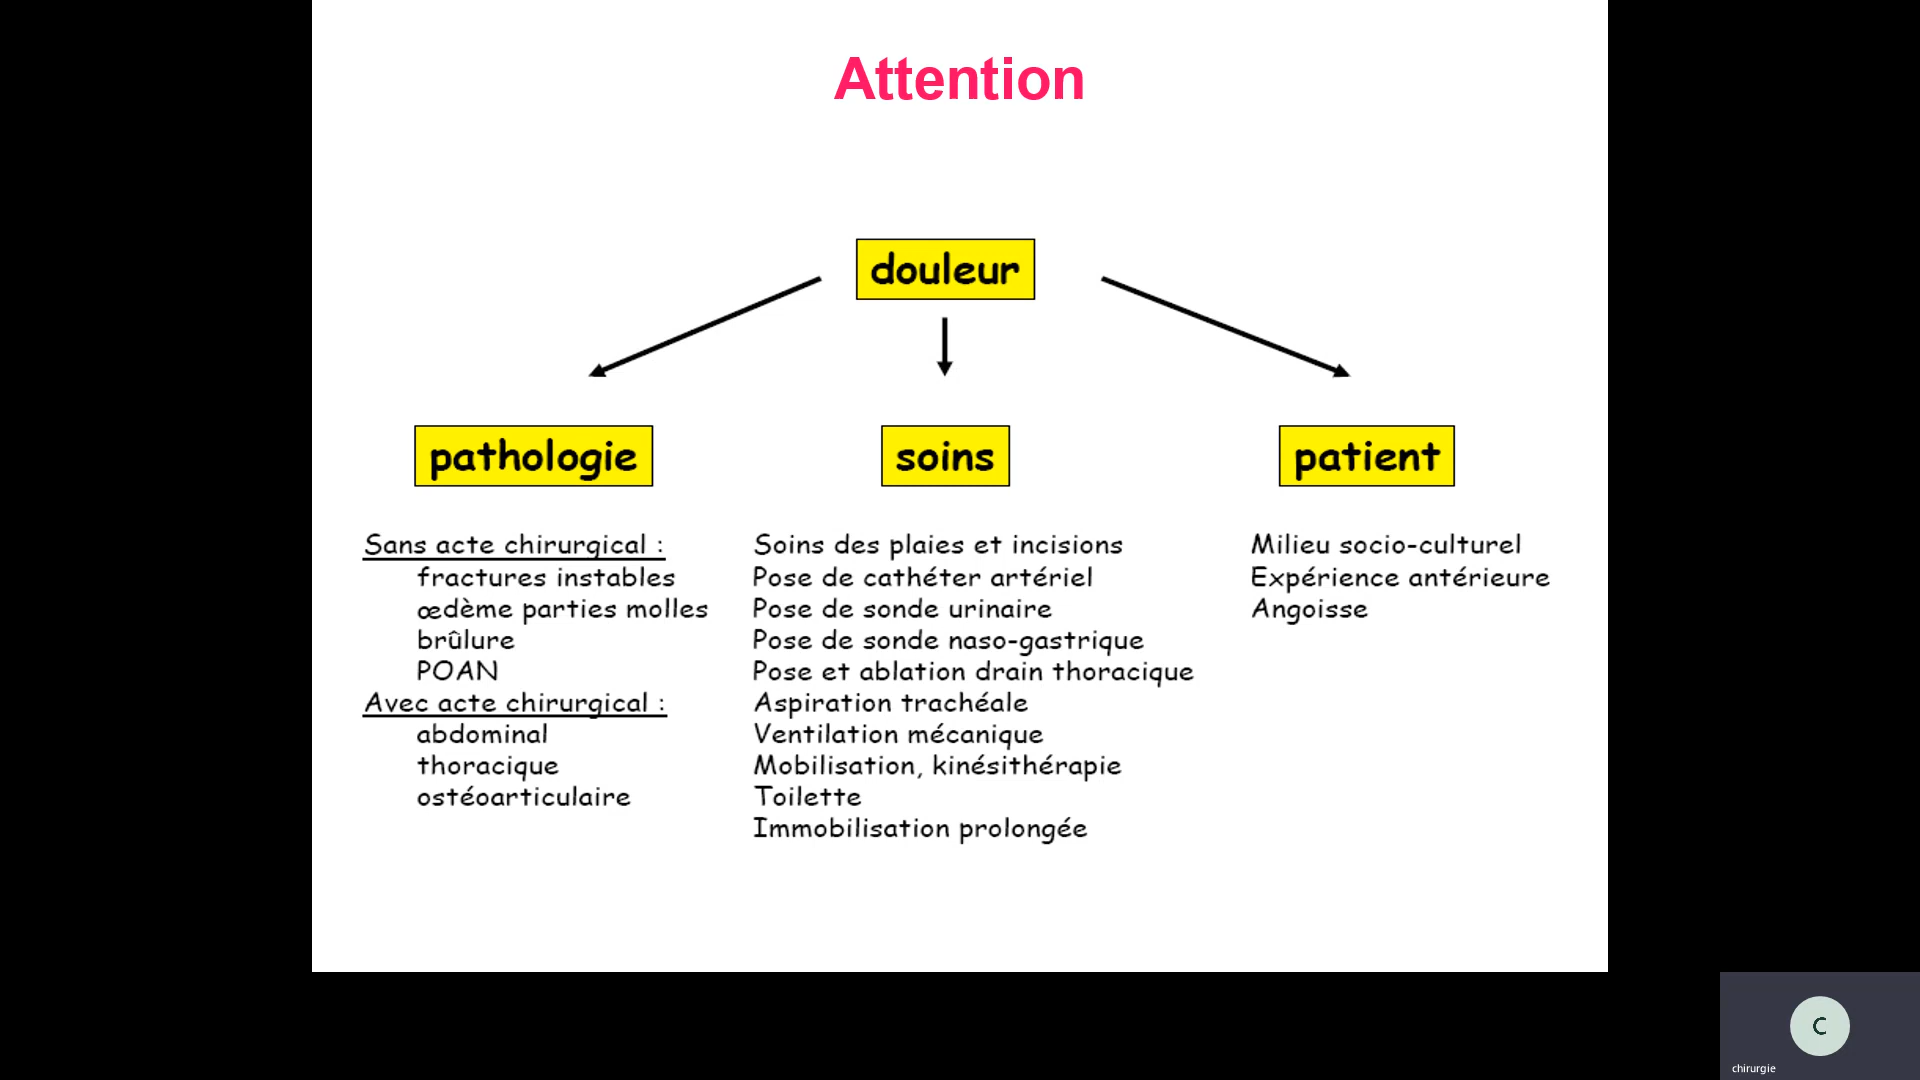 Attention
douleur
pathologie
soins
patient
Sans acte chirurgical :
fractures instables
œdème parties molles
brûlure
POAN
Avec acte chirurgical :
abdominal
thoracique
ostéoarticulaire
Soins des plaies et incisions
Pose de cathéter artériel
Pose de sonde urinaire
Pose de sonde naso-gastrique
Pose et ablation drain thoracique
Aspiration trachéale
Ventilation mécanique
Mobilisation, kinésithérapie
Toilette
Immobilisation prolongée
Milieu socio-culturel
Expérience antérieure
Angoisse
C
chirurgie